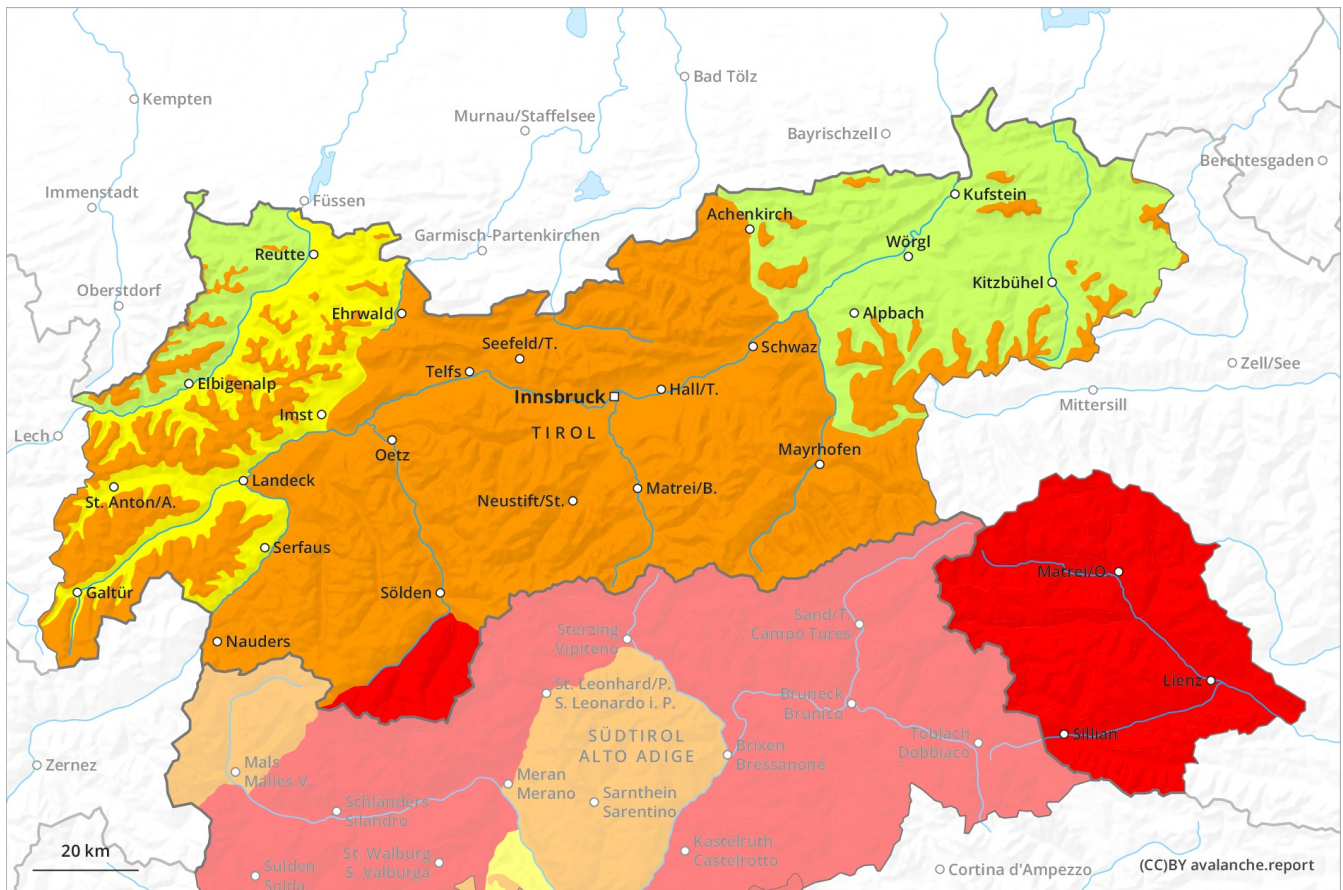 Bad Tölz
Kempten
Murnau/Staffelsee
Bayrischzell
Berchtesgaden
Immenstadt
Füssen
Kufstein
Achenkirch
Garmisch-Partenkirchen
Wörgl
Reutte
Oberstdorf
Kitzbühel
Ehrwald
Alpbach
Seefeld/T.
Schwaz
Zell/See
Telfs
Elbigenalp
Innsbruck
Hall/T.
Mittersill
Imst
TIROL
Lech
Oetz
Mayrhofen
Landeck
St. Anton/A.
Neustift/St.
Matrei/B.
Serfaus
Matrei/O.
Galtür
Sölden
Sand/T.
Campo Tures
Sterzing
Vipiteno
Nauders
Lienz
St. Leonhard/P.
S. Leonardo i. P.
Bruneck
Brunico
SÜDTIROL
ALTO ADIGE
Toblach
Dobbiaco
Sillian
Brixen
Bressanone
Zernez
Mals
Malles V.
Meran
Merano
Sarnthein
Sarentino
Schlanders
Silandro
Kastelruth
Castelrotto
20 km
St. Walburg
S. Valburga
Sulden
Solda
Cortina d'Ampezzo
(CC)BY avalanche.report